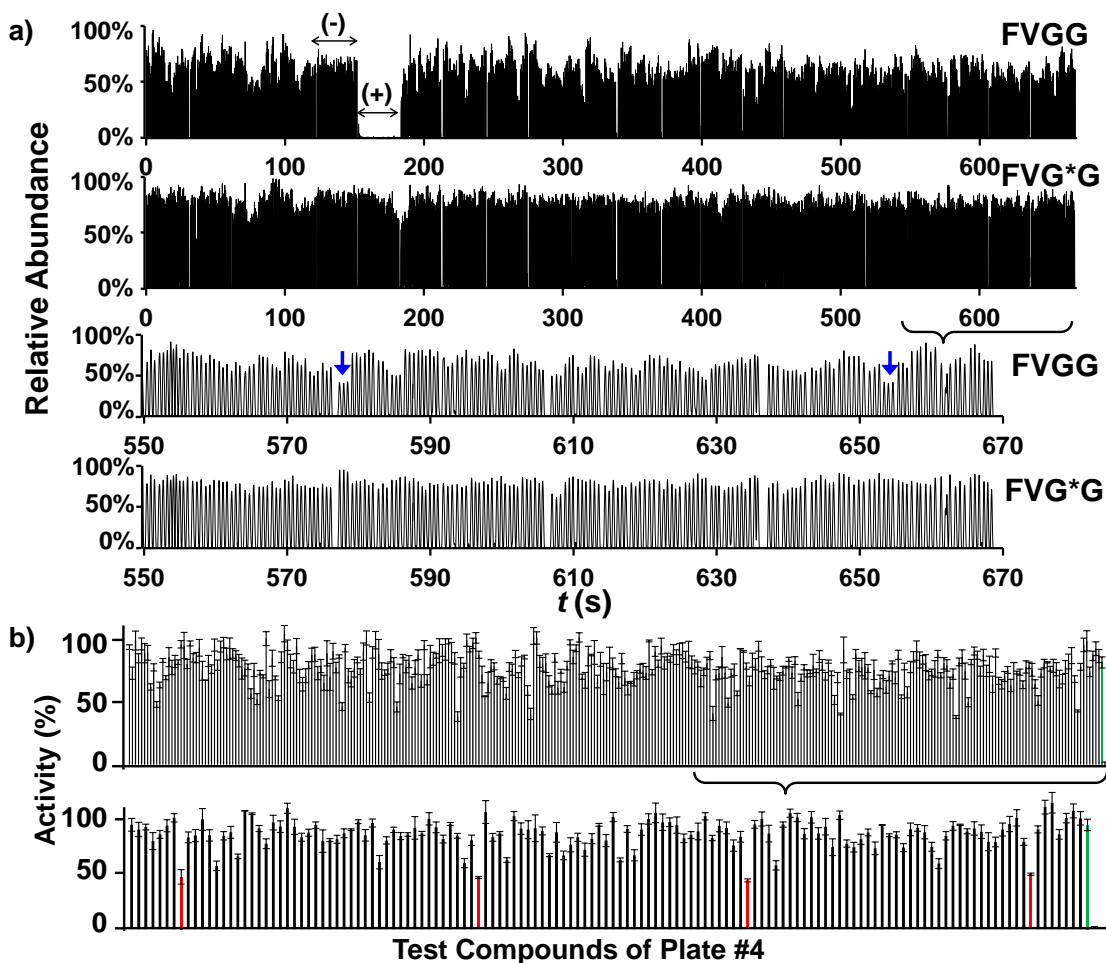 a)
Relative Abundance
100%
50%
0%
(-)
(+)
FVGG
0 100 200 300 400 500 600
100%
50%
0%
FVG*G
0 100 200 300 400 500 600
100%
50%
0%
FVGG
550 570 590 610 630 650 670
100%
50%
0%
FVG*G
550 570 590 610 630 650 670
t (s)
b)
Activity (%)
100
50
0
100
50
0
Test Compounds of Plate #4